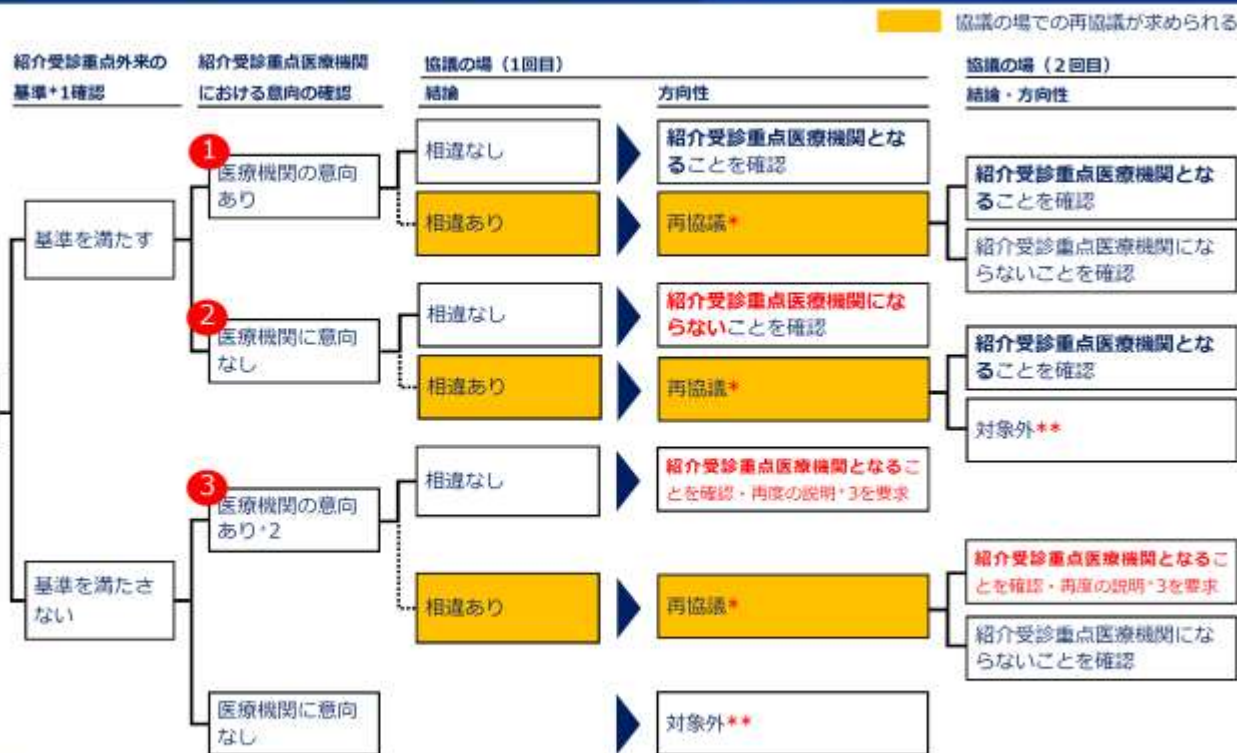 協議の場での再協議が求められる
紹介受診重点外来の
基準*1確認
紹介受診重点医療機関
における意向の確認
協議の場（1回目）
結論
方向性
協議の場（2回目）
結論・方向性
基準を満たす
1
医療機関の意向
あり
相違なし
紹介受診重点医療機関とな
ることを確認
相違あり
再協議*
紹介受診重点医療機関とな
ることを確認
紹介受診重点医療機関にな
らないことを確認
2
医療機関に意向
なし
相違なし
紹介受診重点医療機関にな
らないことを確認
相違あり
再協議*
紹介受診重点医療機関とな
ることを確認
対象外**
基準を満たさ
ない
3
医療機関の意向
あり*2
相違なし
紹介受診重点医療機関となるこ
とを確認・再度の説明*3を要求
相違あり
再協議*
紹介受診重点医療機関となるこ
とを確認・再度の説明*3を要求
紹介受診重点医療機関にな
らないことを確認
医療機関に意向
なし
対象外**